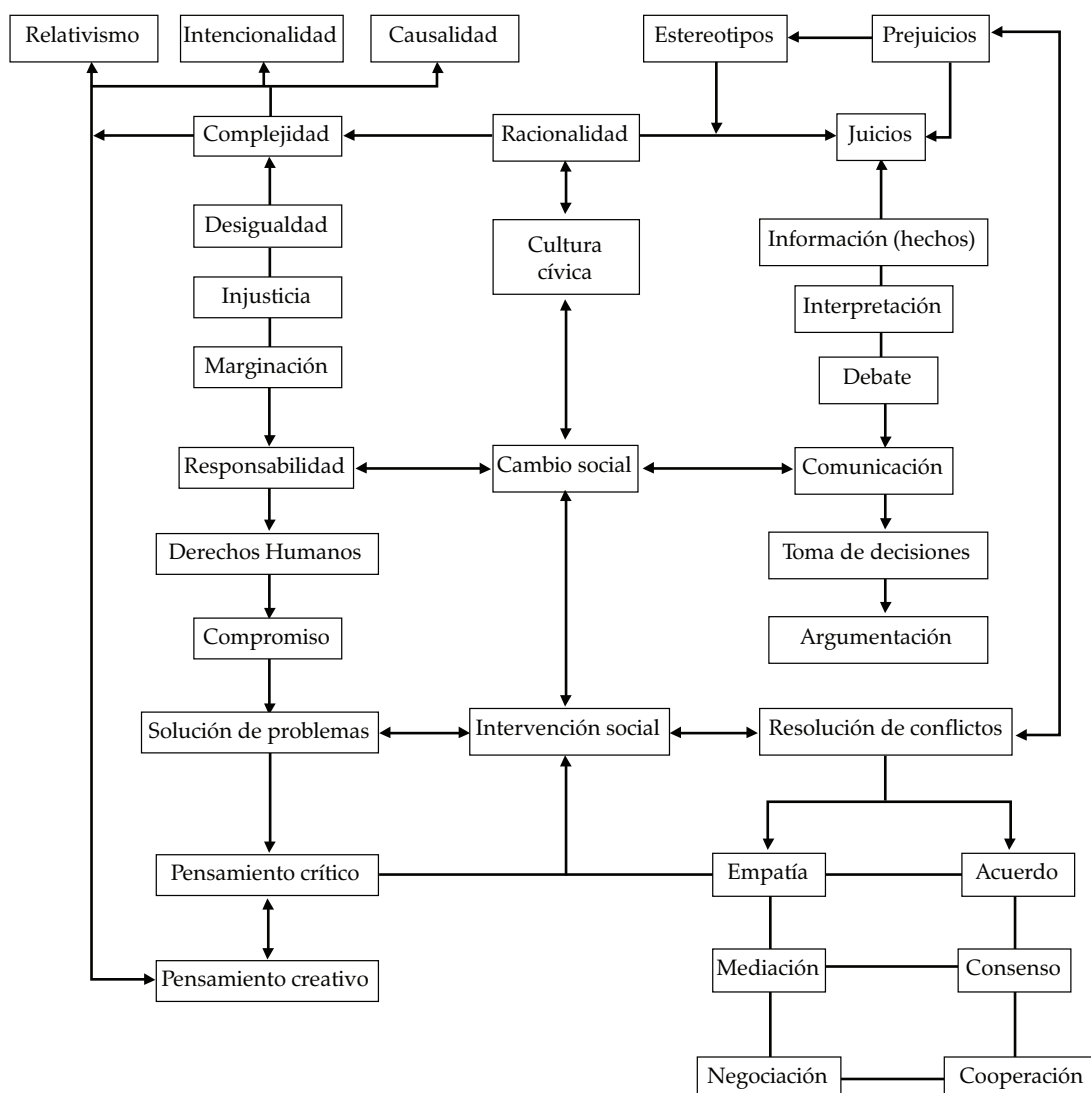 Relativismo
Intencionalidad
Causalidad
Estereotipos
Prejuicios
Complejidad
Racionalidad
Juicios
Desigualdad
Cultura
cívica
Información (hechos)
Injusticia
Interpretación
Marginación
Debate
Responsabilidad
Cambio social
Comunicación
Derechos Humanos
Toma de decisiones
Compromiso
Argumentación
Solución de problemas
Intervención social
Resolución de conflictos
Pensamiento crítico
Empatía
Acuerdo
Pensamiento creativo
Mediación
Consenso
Negociación
Cooperación